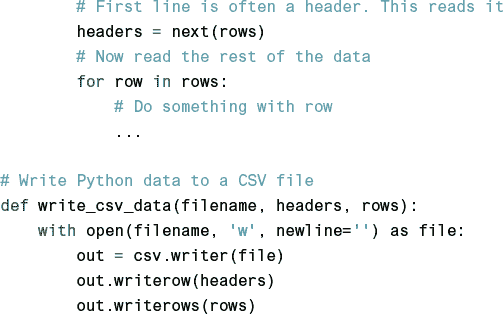 # First line is often a header. This reads it
headers = next(rows)
# Now read the rest of the data
for row in rows:
# Do something with row
...
# Write Python data to a CSV file
def write_csv_data(filename, headers, rows):
with open(filename, 'w', newline='') as file:
out = csv.writer(file)
out.writerow(headers)
out.writerows(rows)